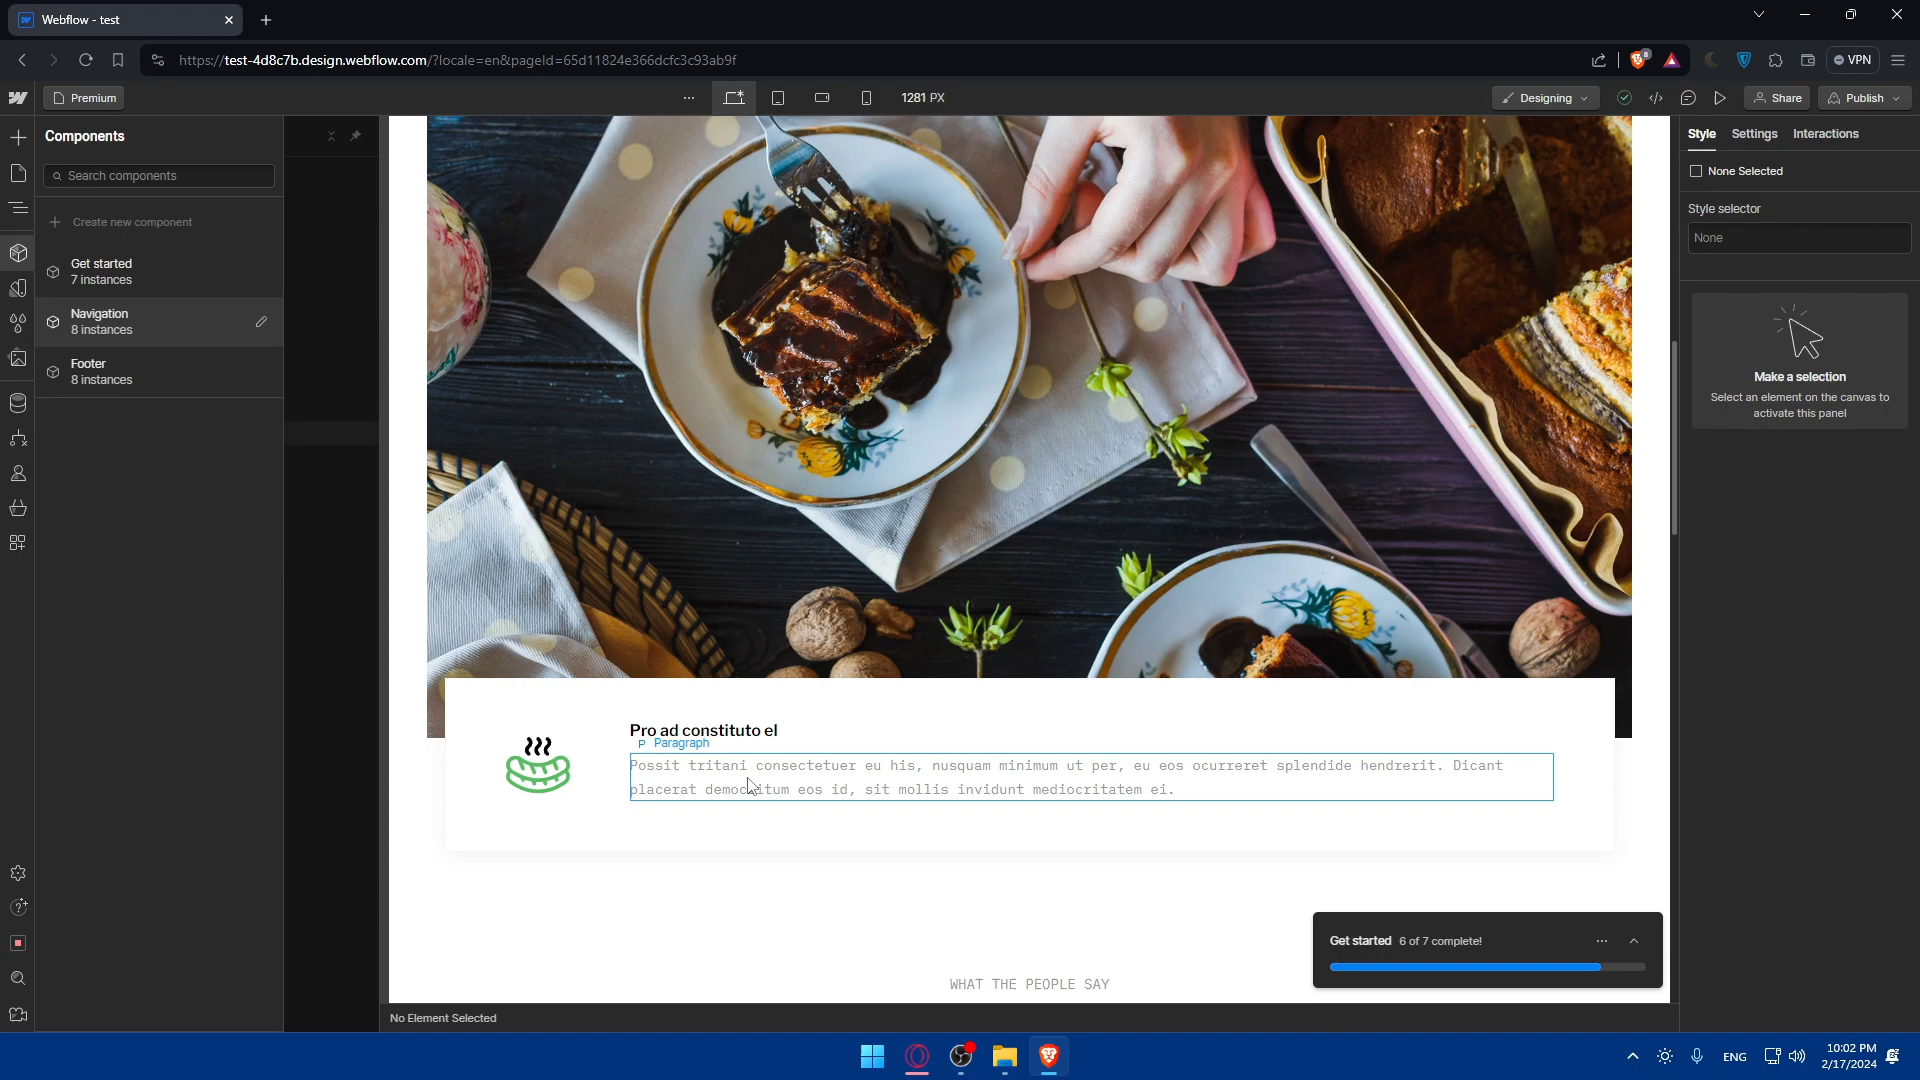 Webflow - test
https://test-4d8c7b.design.webflow.com/?locale=en&pageId=65d11824e366dcfc3c93ab9f
8
VPN
Premium
1281 PX
Designing
Share
Publish
Components
Search components
Create new component
Get started
7 instances
Navigation
8 instances
Footer
8 instances
Style Settings Interactions
None Selected
Style selector
None
Make a selection
Select an element on the canvas to
activate this panel
Pro ad constituto el
P Paragraph
Possit tritani consectetuer eu his, nusquam minimum ut per, eu eos ocurreret splendide hendrerit. Dicant
placerat democritum eos id, sit mollis invidunt mediocritatem ei.
Get started 6 of 7 complete!
WHAT THE PEOPLE SAY
No Element Selected
ENG
10:02 PM
2/17/2024